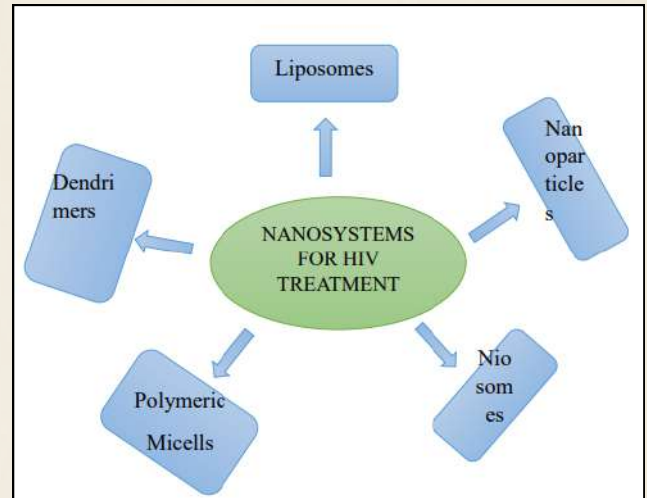 Liposomes
Nan
opar
ticle
s
Dendri
mers
NANOSYSTEMS
FOR HIV
TREATMENT
Nio
som
es
Polymeric
Micells